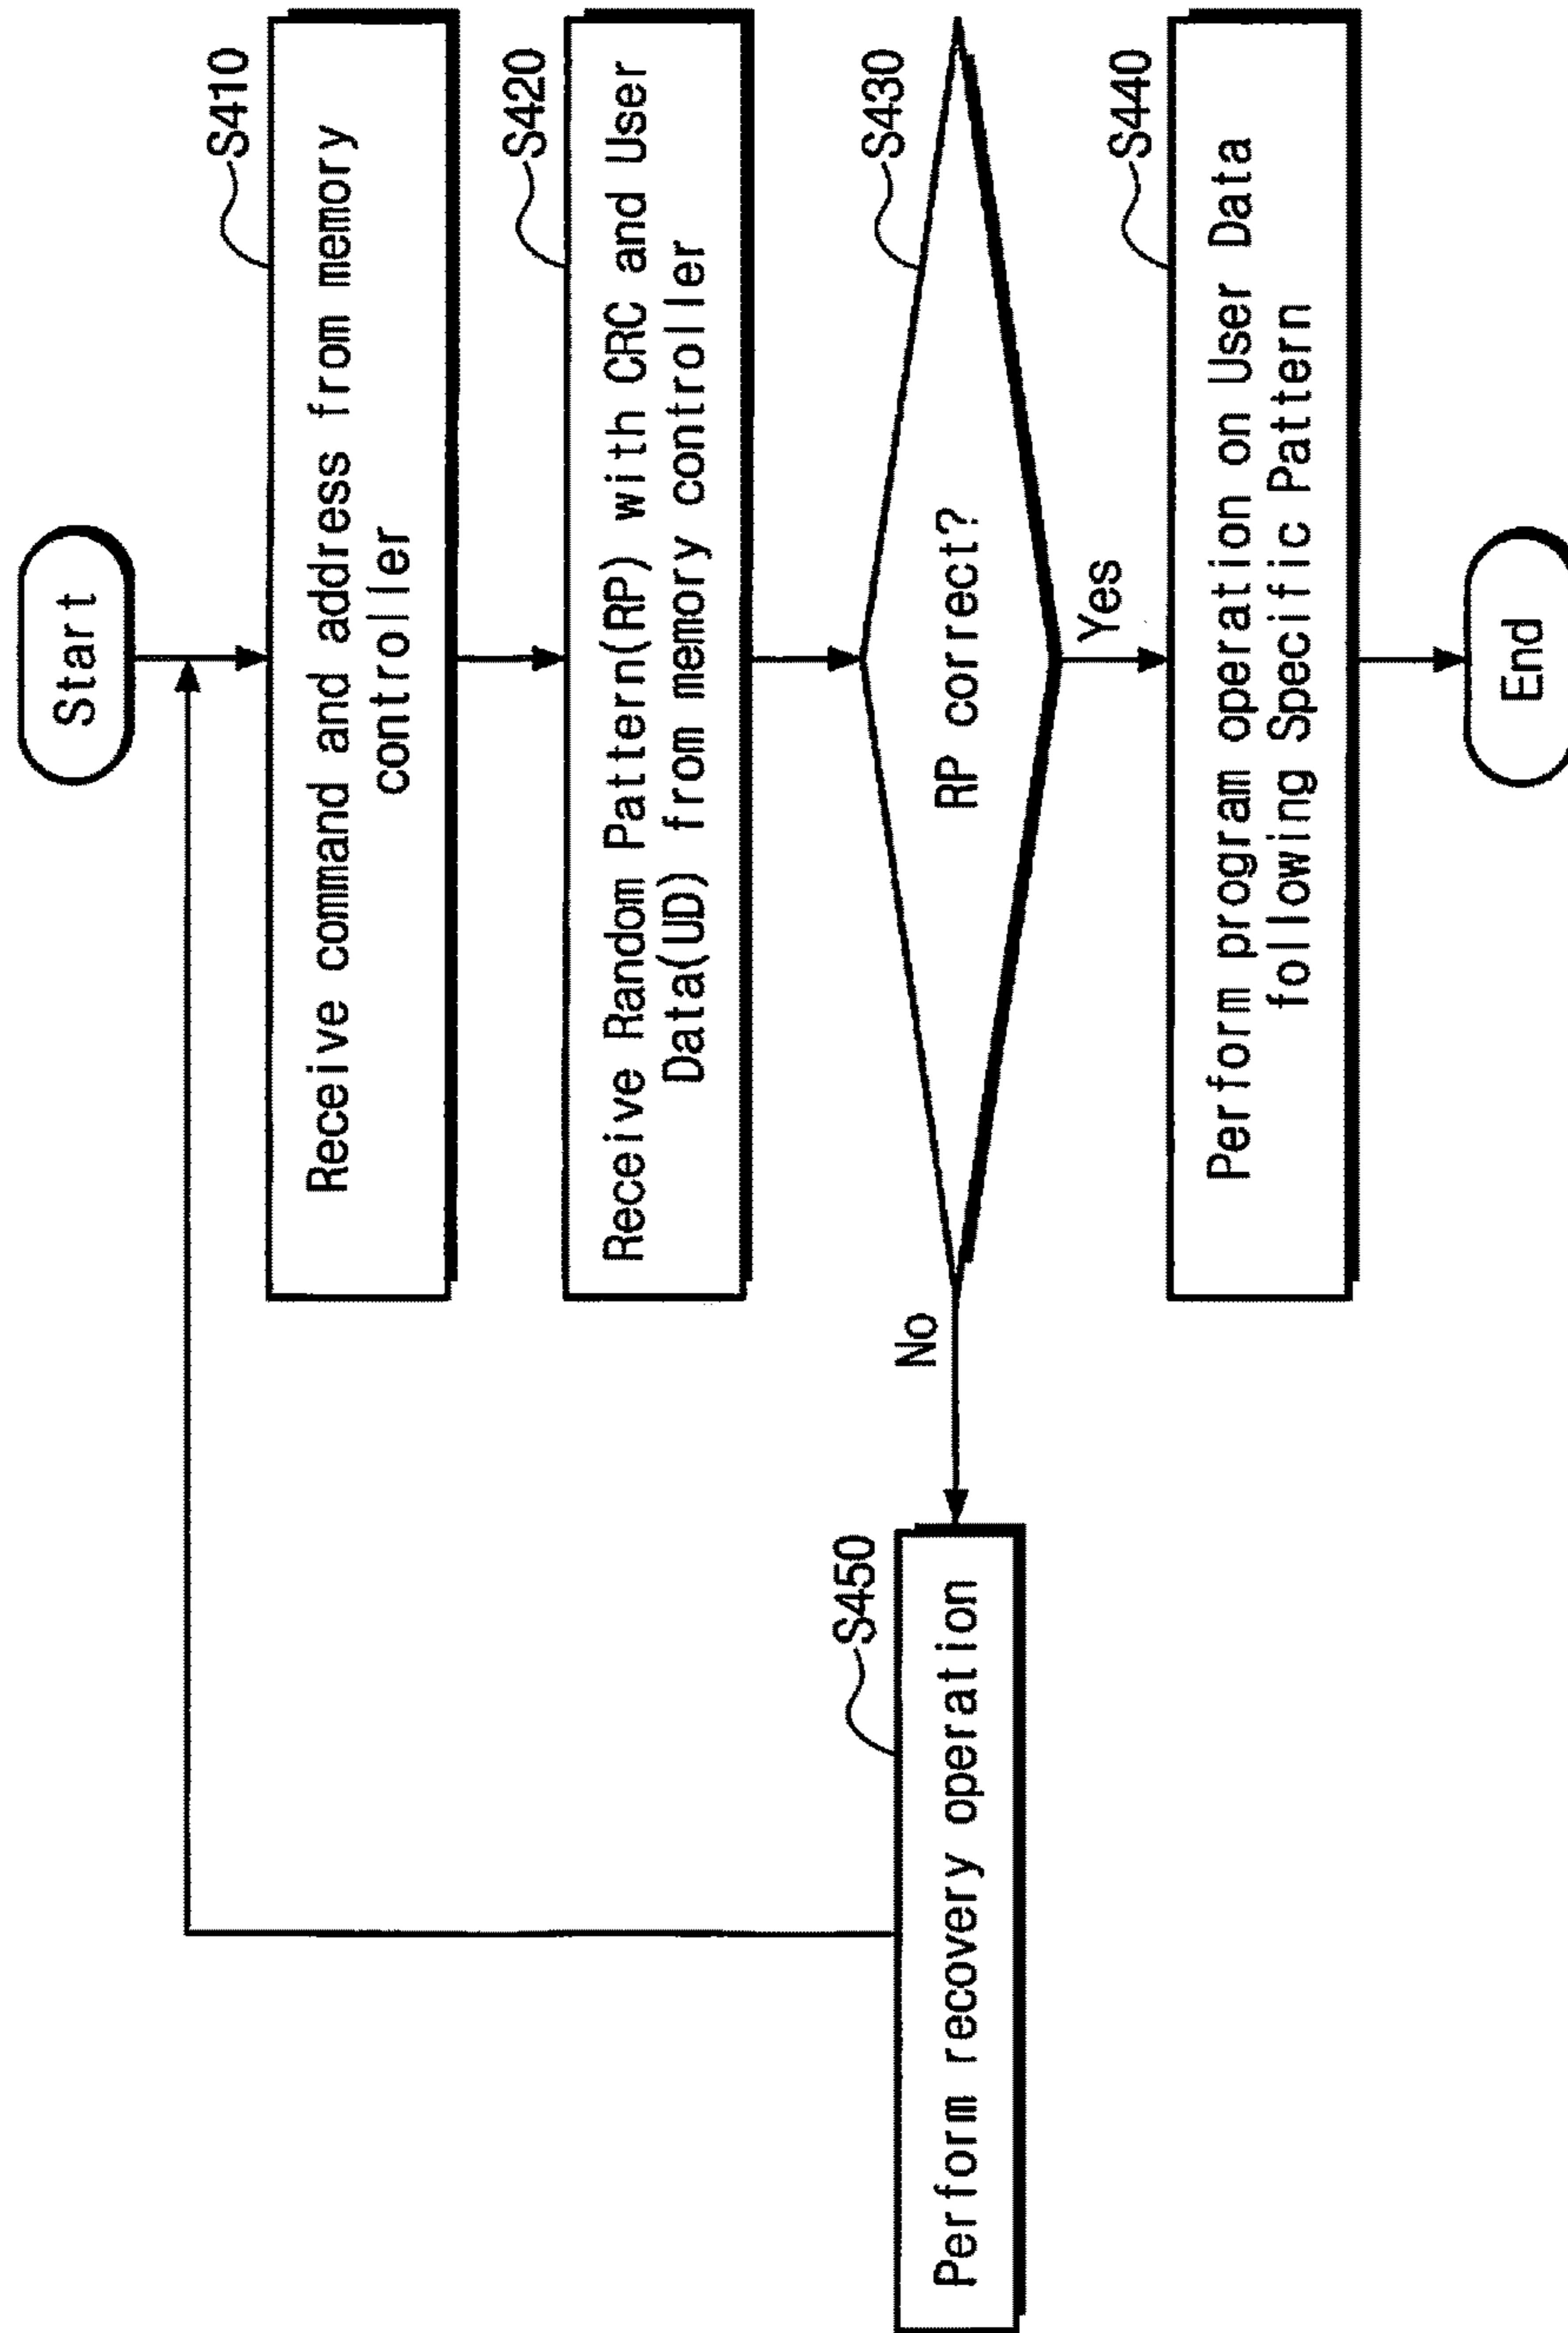 Start
S410
Receive command and address from memory
controller
S420
Receive Random Pattern(RP) with CRC and User
Data(UD) from memory controller
S430
RP correct?
No
Yes
S450
Perform recovery operation
S440
Perform program operation on User Data
following Specific Pattern
End